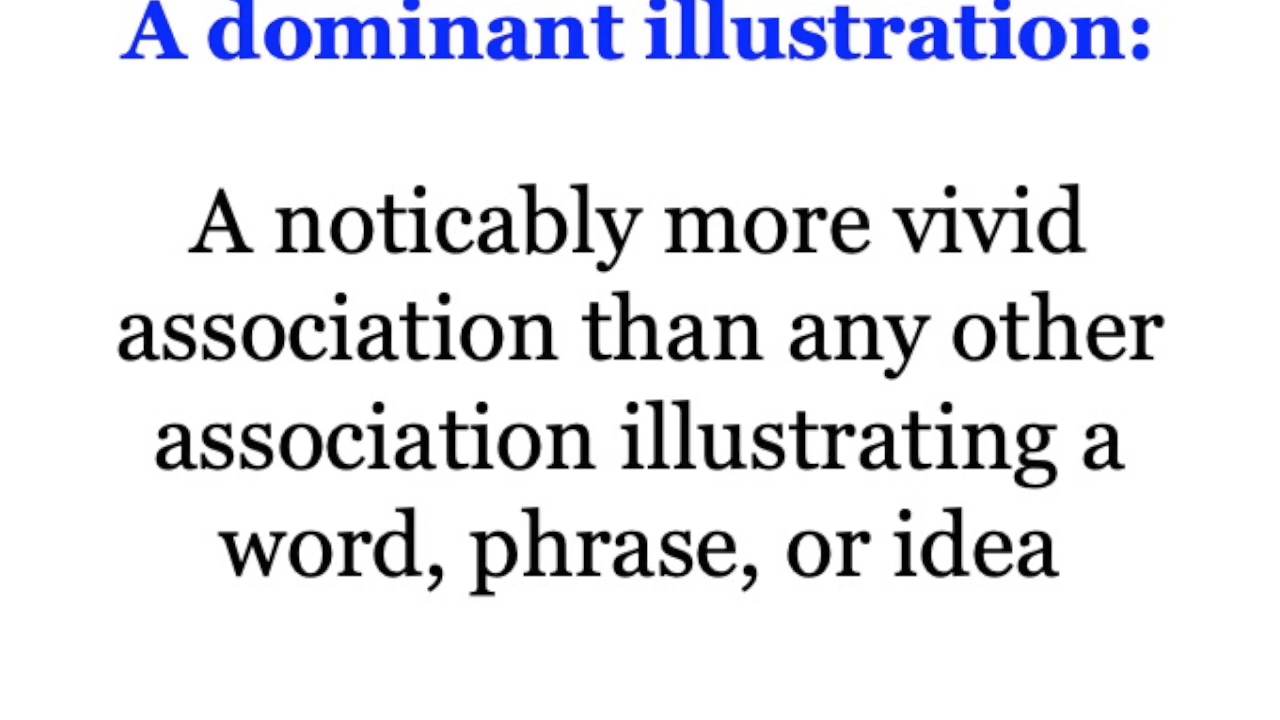 A dominant illustration:
A noticably more vivid
association than any other
association illustrating a
word, phrase, or idea